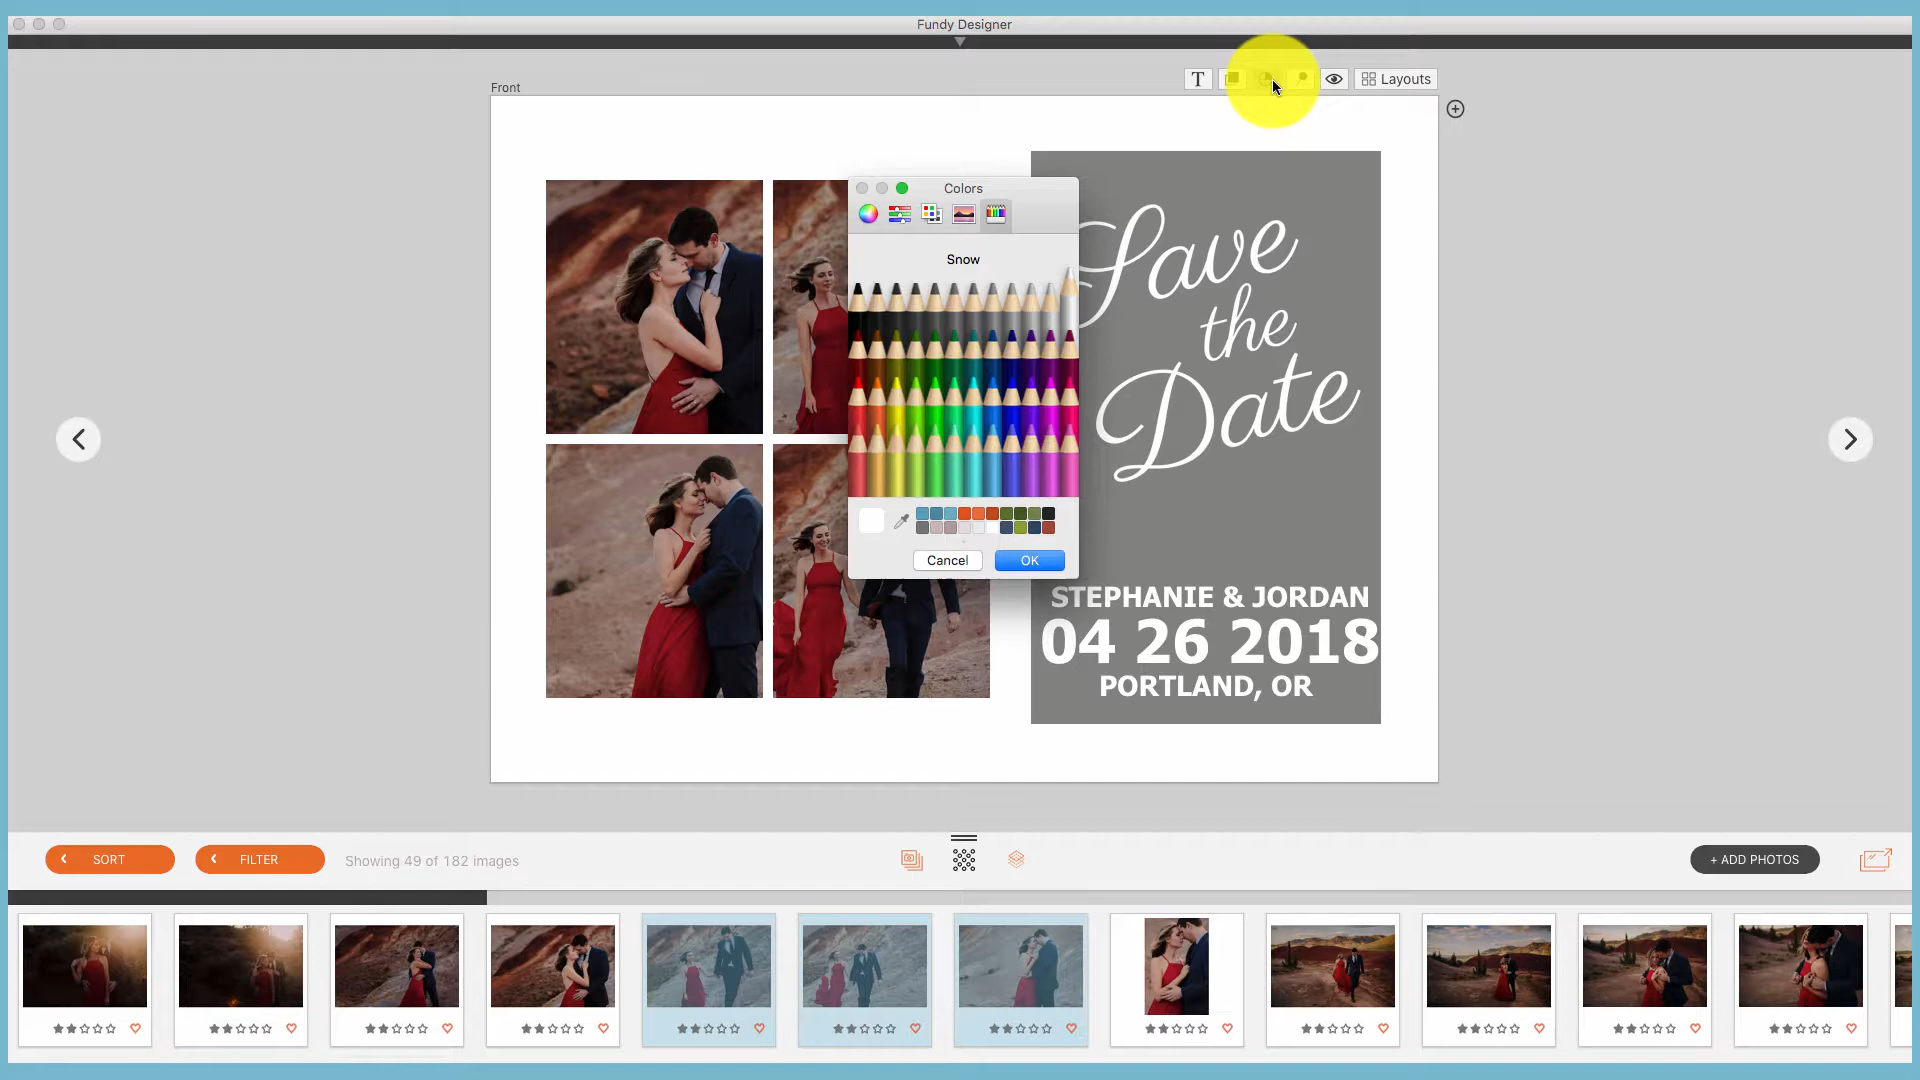 Fundy Designer
T
Layouts
Front
Colors
Snow
Save
the
Date
Cancel
OK
STEPHANIE & JORDAN
04 26 2018
PORTLAND, OR
SORT
FILTER
Showing 49 of 182 images
+ ADD PHOTOS